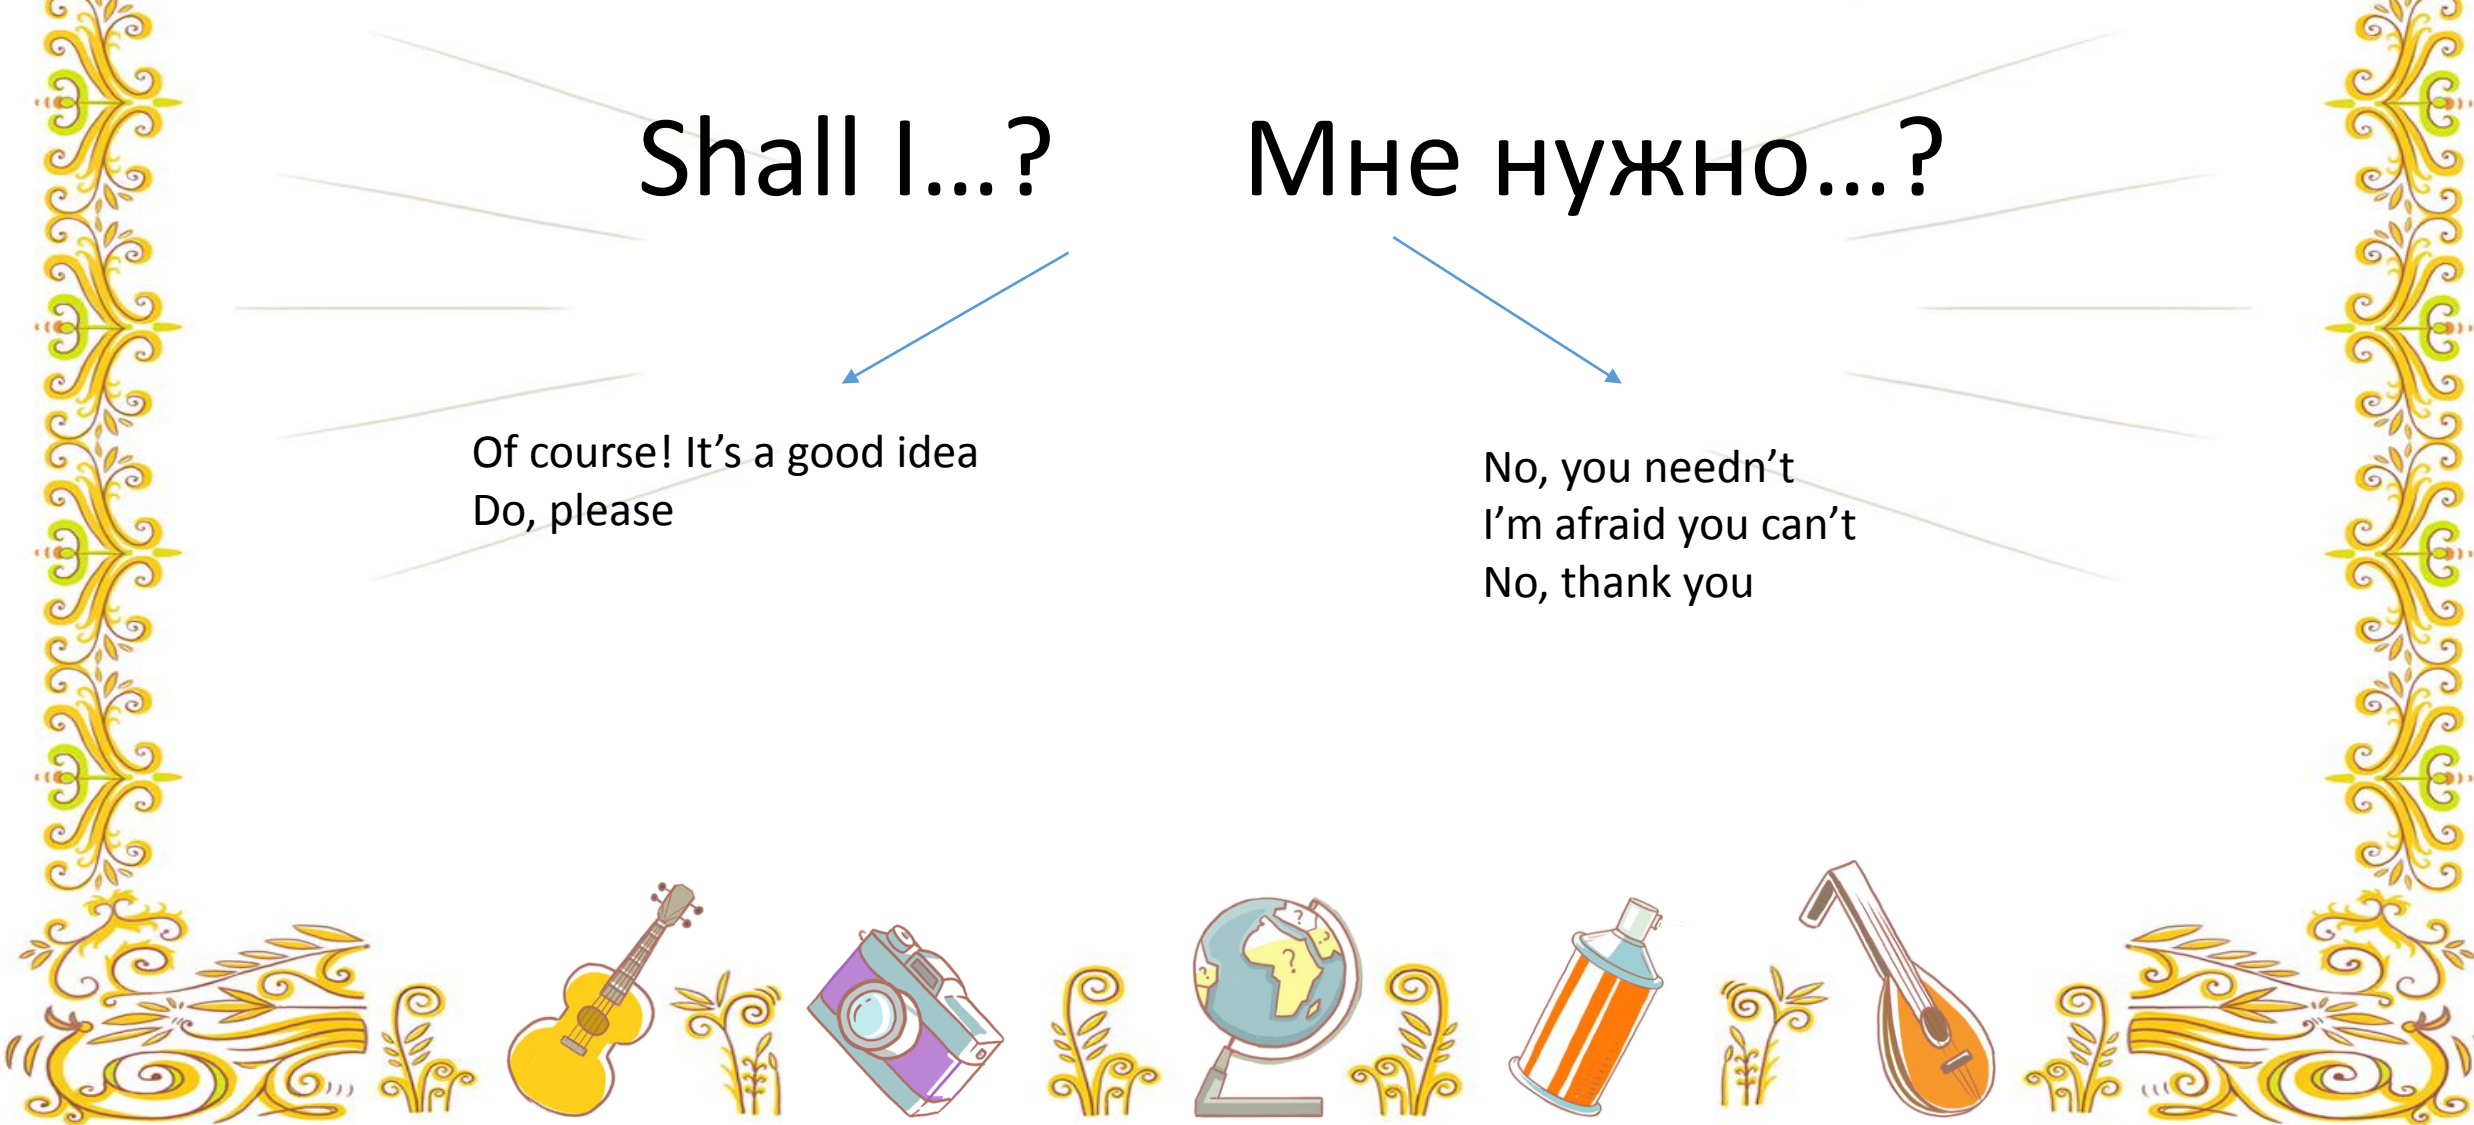 Shall I...? Мне нужно...?
Of course! It’s a good idea
Do, please
No, you needn’t
I’m afraid you can’t
No, thank you